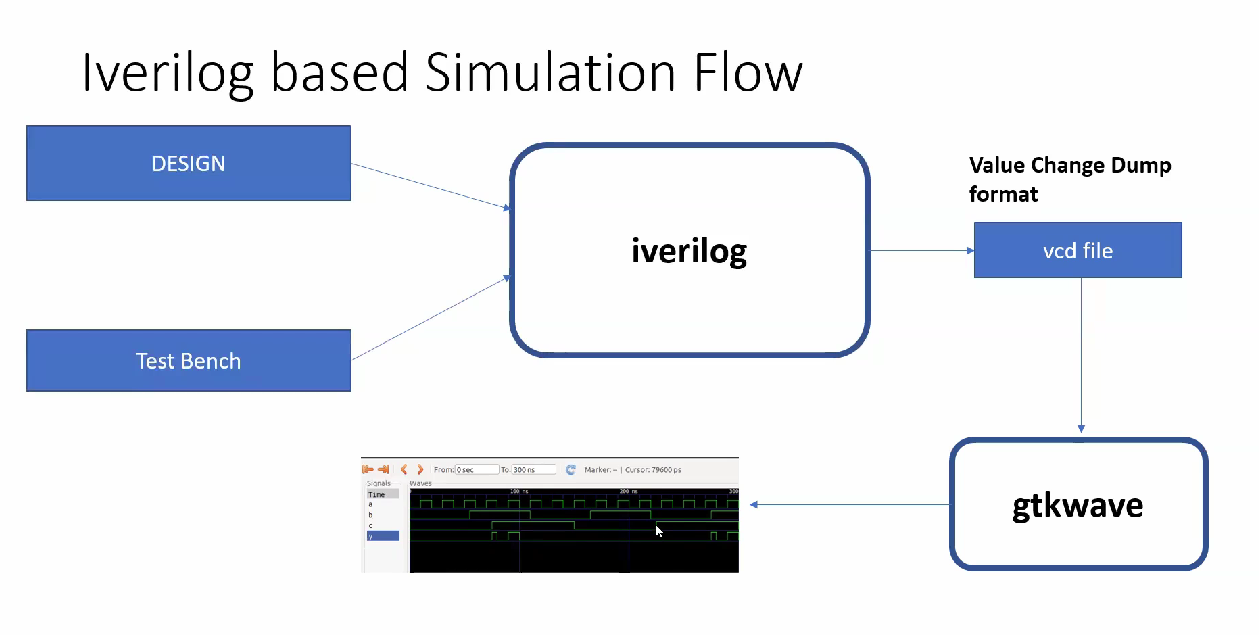 Iverilog based Simulation Flow
DESIGN
Value Change Dump
format
iverilog
vcd file
Test Bench
From: 0 sec To: 300 ns Marker: -- | Cursor: 79600 ps
Signals Waves
Time
100 ns 200 ns 300
a
b
c
y
gtkwave